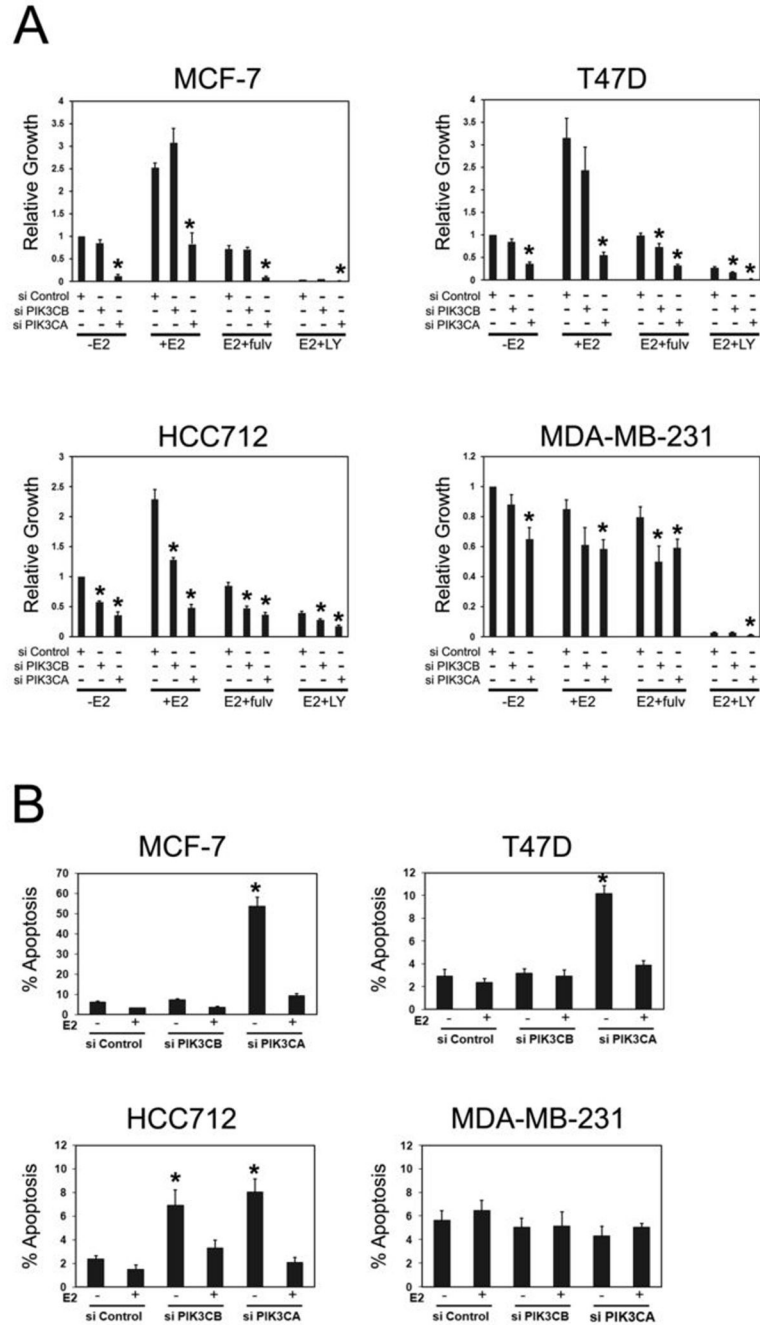 A
MCF-7
Relative Growth
4
3.5
3
2.5
2
1.5
1
0.5
0
*
*
*
*
si Control + - - + - - + - - + - -
si PIK3CB - + - - + - - + - - + -
si PIK3CA - - + - - + - - + - - +
-E2 +E2 E2+fulv E2+LY
T47D
Relative Growth
4
3.5
3
2.5
2
1.5
1
0.5
0
*
*
* *
* *
si Control + - - + - - + - - + - -
si PIK3CB - + - - + - - + - - + -
si PIK3CA - - + - - + - - + - - +
-E2 +E2 E2+fulv E2+LY
HCC712
Relative Growth
2.5
2
1.5
1
0.5
0
* *
* *
* *
* *
si Control + - - + - - + - - + - -
si PIK3CB - + - - + - - + - - + -
si PIK3CA - - + - - + - - + - - +
-E2 +E2 E2+fulv E2+LY
MDA-MB-231
Relative Growth
1.2
1
0.8
0.6
0.4
0.2
0
*
*
* *
*
si Control + - - + - - + - - + - -
si PIK3CB - + - - + - - + - - + -
si PIK3CA - - + - - + - - + - - +
-E2 +E2 E2+fulv E2+LY
B
MCF-7
% Apoptosis
70
60
50
40
30
20
10
0
*
E2 - + - + - +
si Control si PIK3CB si PIK3CA
T47D
% Apoptosis
12
10
8
6
4
2
0
*
E2 - + - + - +
si Control si PIK3CB si PIK3CA
HCC712
% Apoptosis
12
10
8
6
4
2
0
* *
E2 - + - + - +
si Control si PIK3CB si PIK3CA
MDA-MB-231
% Apoptosis
12
10
8
6
4
2
0
E2 - + - + - +
si Control si PIK3CB si PIK3CA